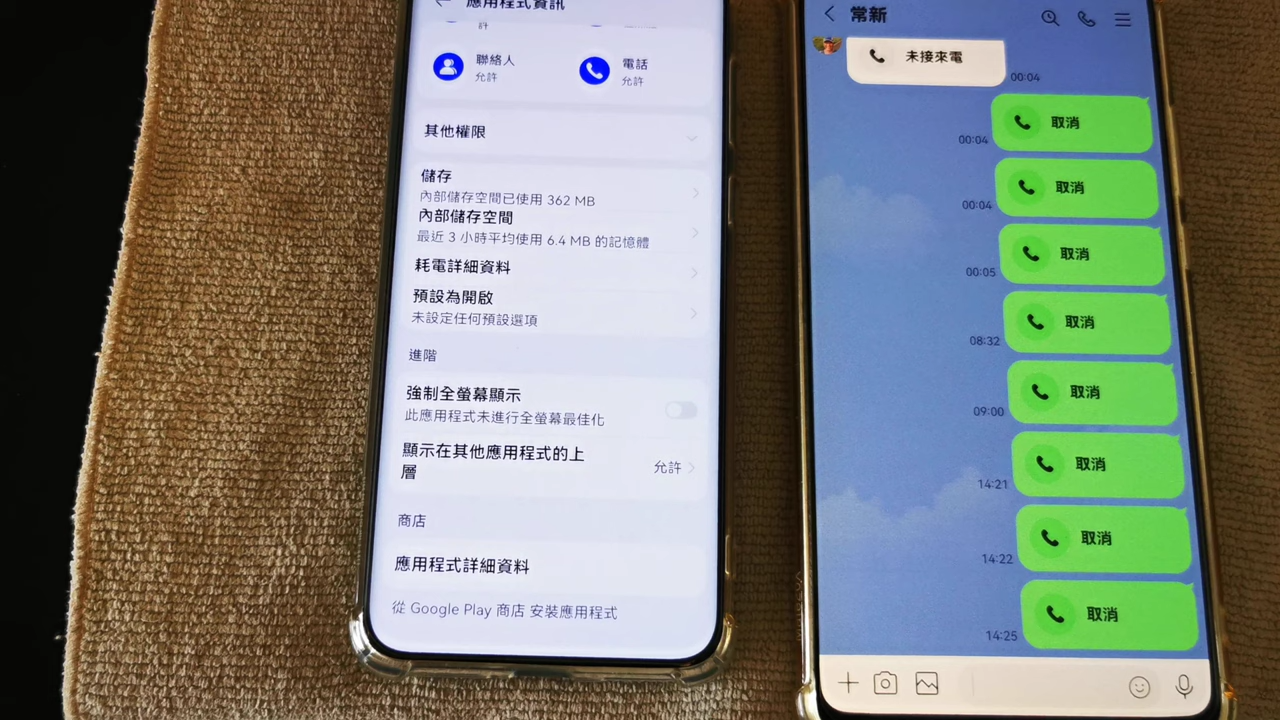 應用程式資訊
許
聯絡人
允許
電話
允許
其他權限
儲存
內部儲存空間已使用 362 MB
內部儲存空間
最近 3 小時平均使用 6.4 MB 的記憶體
耗電詳細資料
預設為開啟
未設定任何預設選項
進階
強制全螢幕顯示
此應用程式未進行全螢幕最佳化
顯示在其他應用程式的上
層
允許
商店
應用程式詳細資料
從 Google Play 商店 安裝應用程式
常新
未接來電
00:04
取消
00:04
取消
00:04
取消
00:05
取消
08:32
取消
09:00
取消
14:21
取消
14:22
取消
14:25